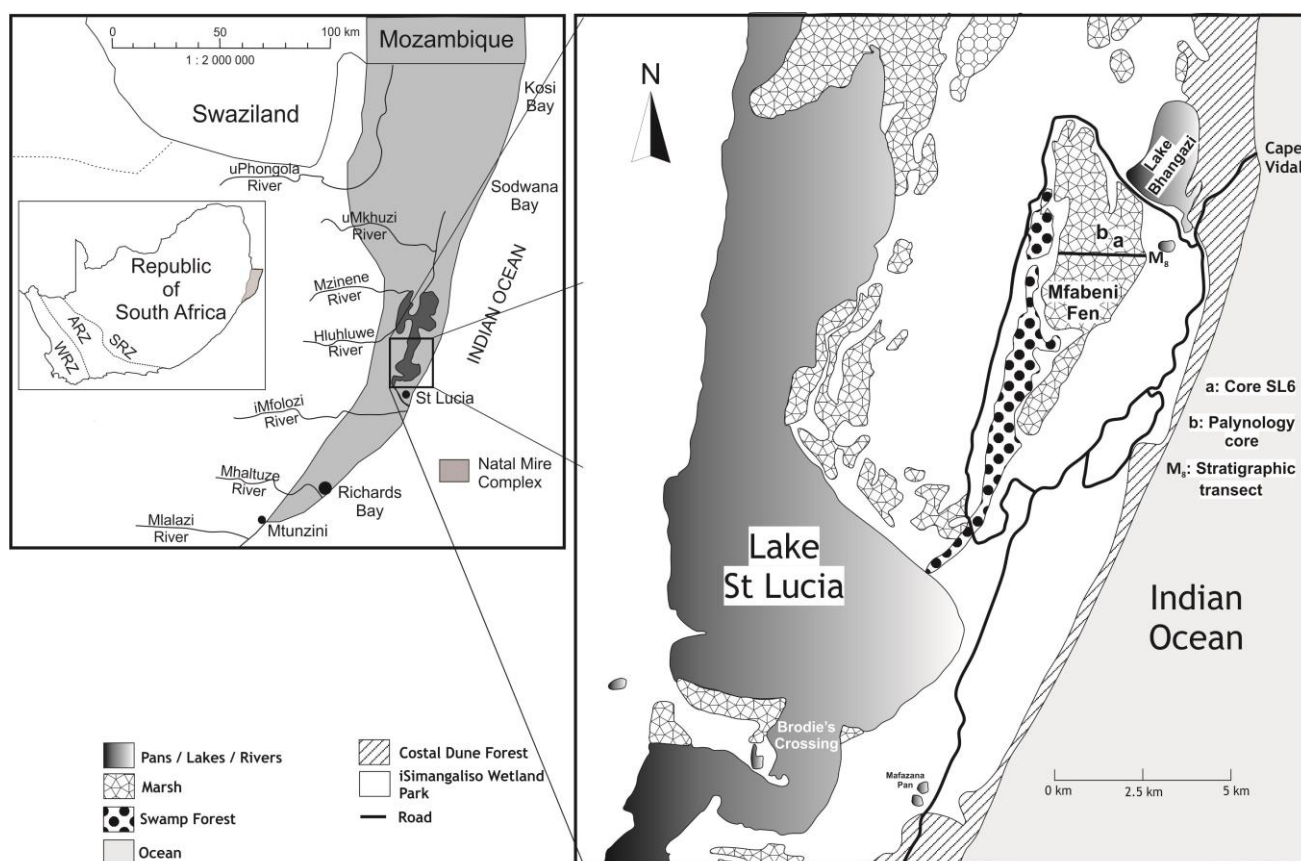 0 50 100 km
1 : 2 000 000
Mozambique
Kosi
Bay
Swaziland
uPhongola
River
Sodwana
Bay
uMkhuzi
River
Republic
of
South Africa
ARZ
SRZ
WRZ
Mzinene
River
Hluhluwe
River
INDIAN OCEAN
St Lucia
iMfolozi
River
Natal Mire
Complex
Mhaltuze
River
Richards
Bay
Mlalazi
River
Mtunzini
N
Lake
Bhangazi
Cape
Vidal
b a
M8
Mfabeni
Fen
a: Core SL6
b: Palynology
core
M8: Stratigraphic
transect
Lake
St Lucia
Indian
Ocean
Brodie's
Crossing
Mafazana
Pan
0 km 2.5 km 5 km
Pans / Lakes / Rivers
Marsh
Swamp Forest
Ocean
Costal Dune Forest
iSimangaliso Wetland
Park
Road